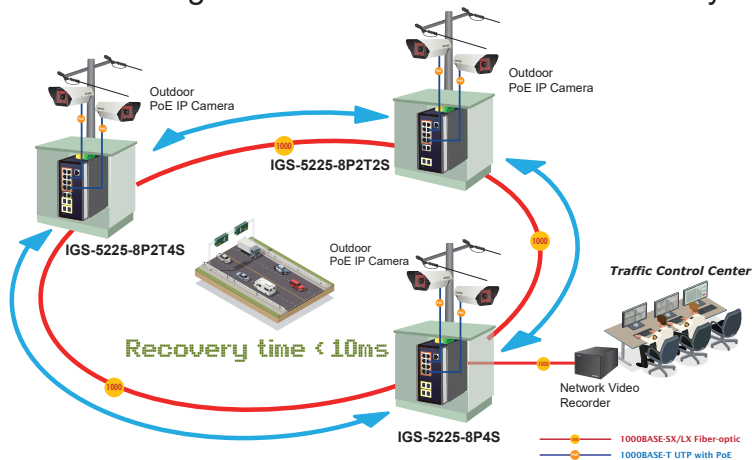 Outdoor
PoE IP Camera
Outdoor
PoE IP Camera
1000
IGS-5225-8P2T2S
IGS-5225-8P2T4S
1000
Outdoor
PoE IP Camera
Traffic Control Center
Recovery time < 10ms
1000
1000
Network Video
Recorder
IGS-5225-8P4S
1000BASE-SX/LX Fiber-optic
1000BASE-T UTP with PoE